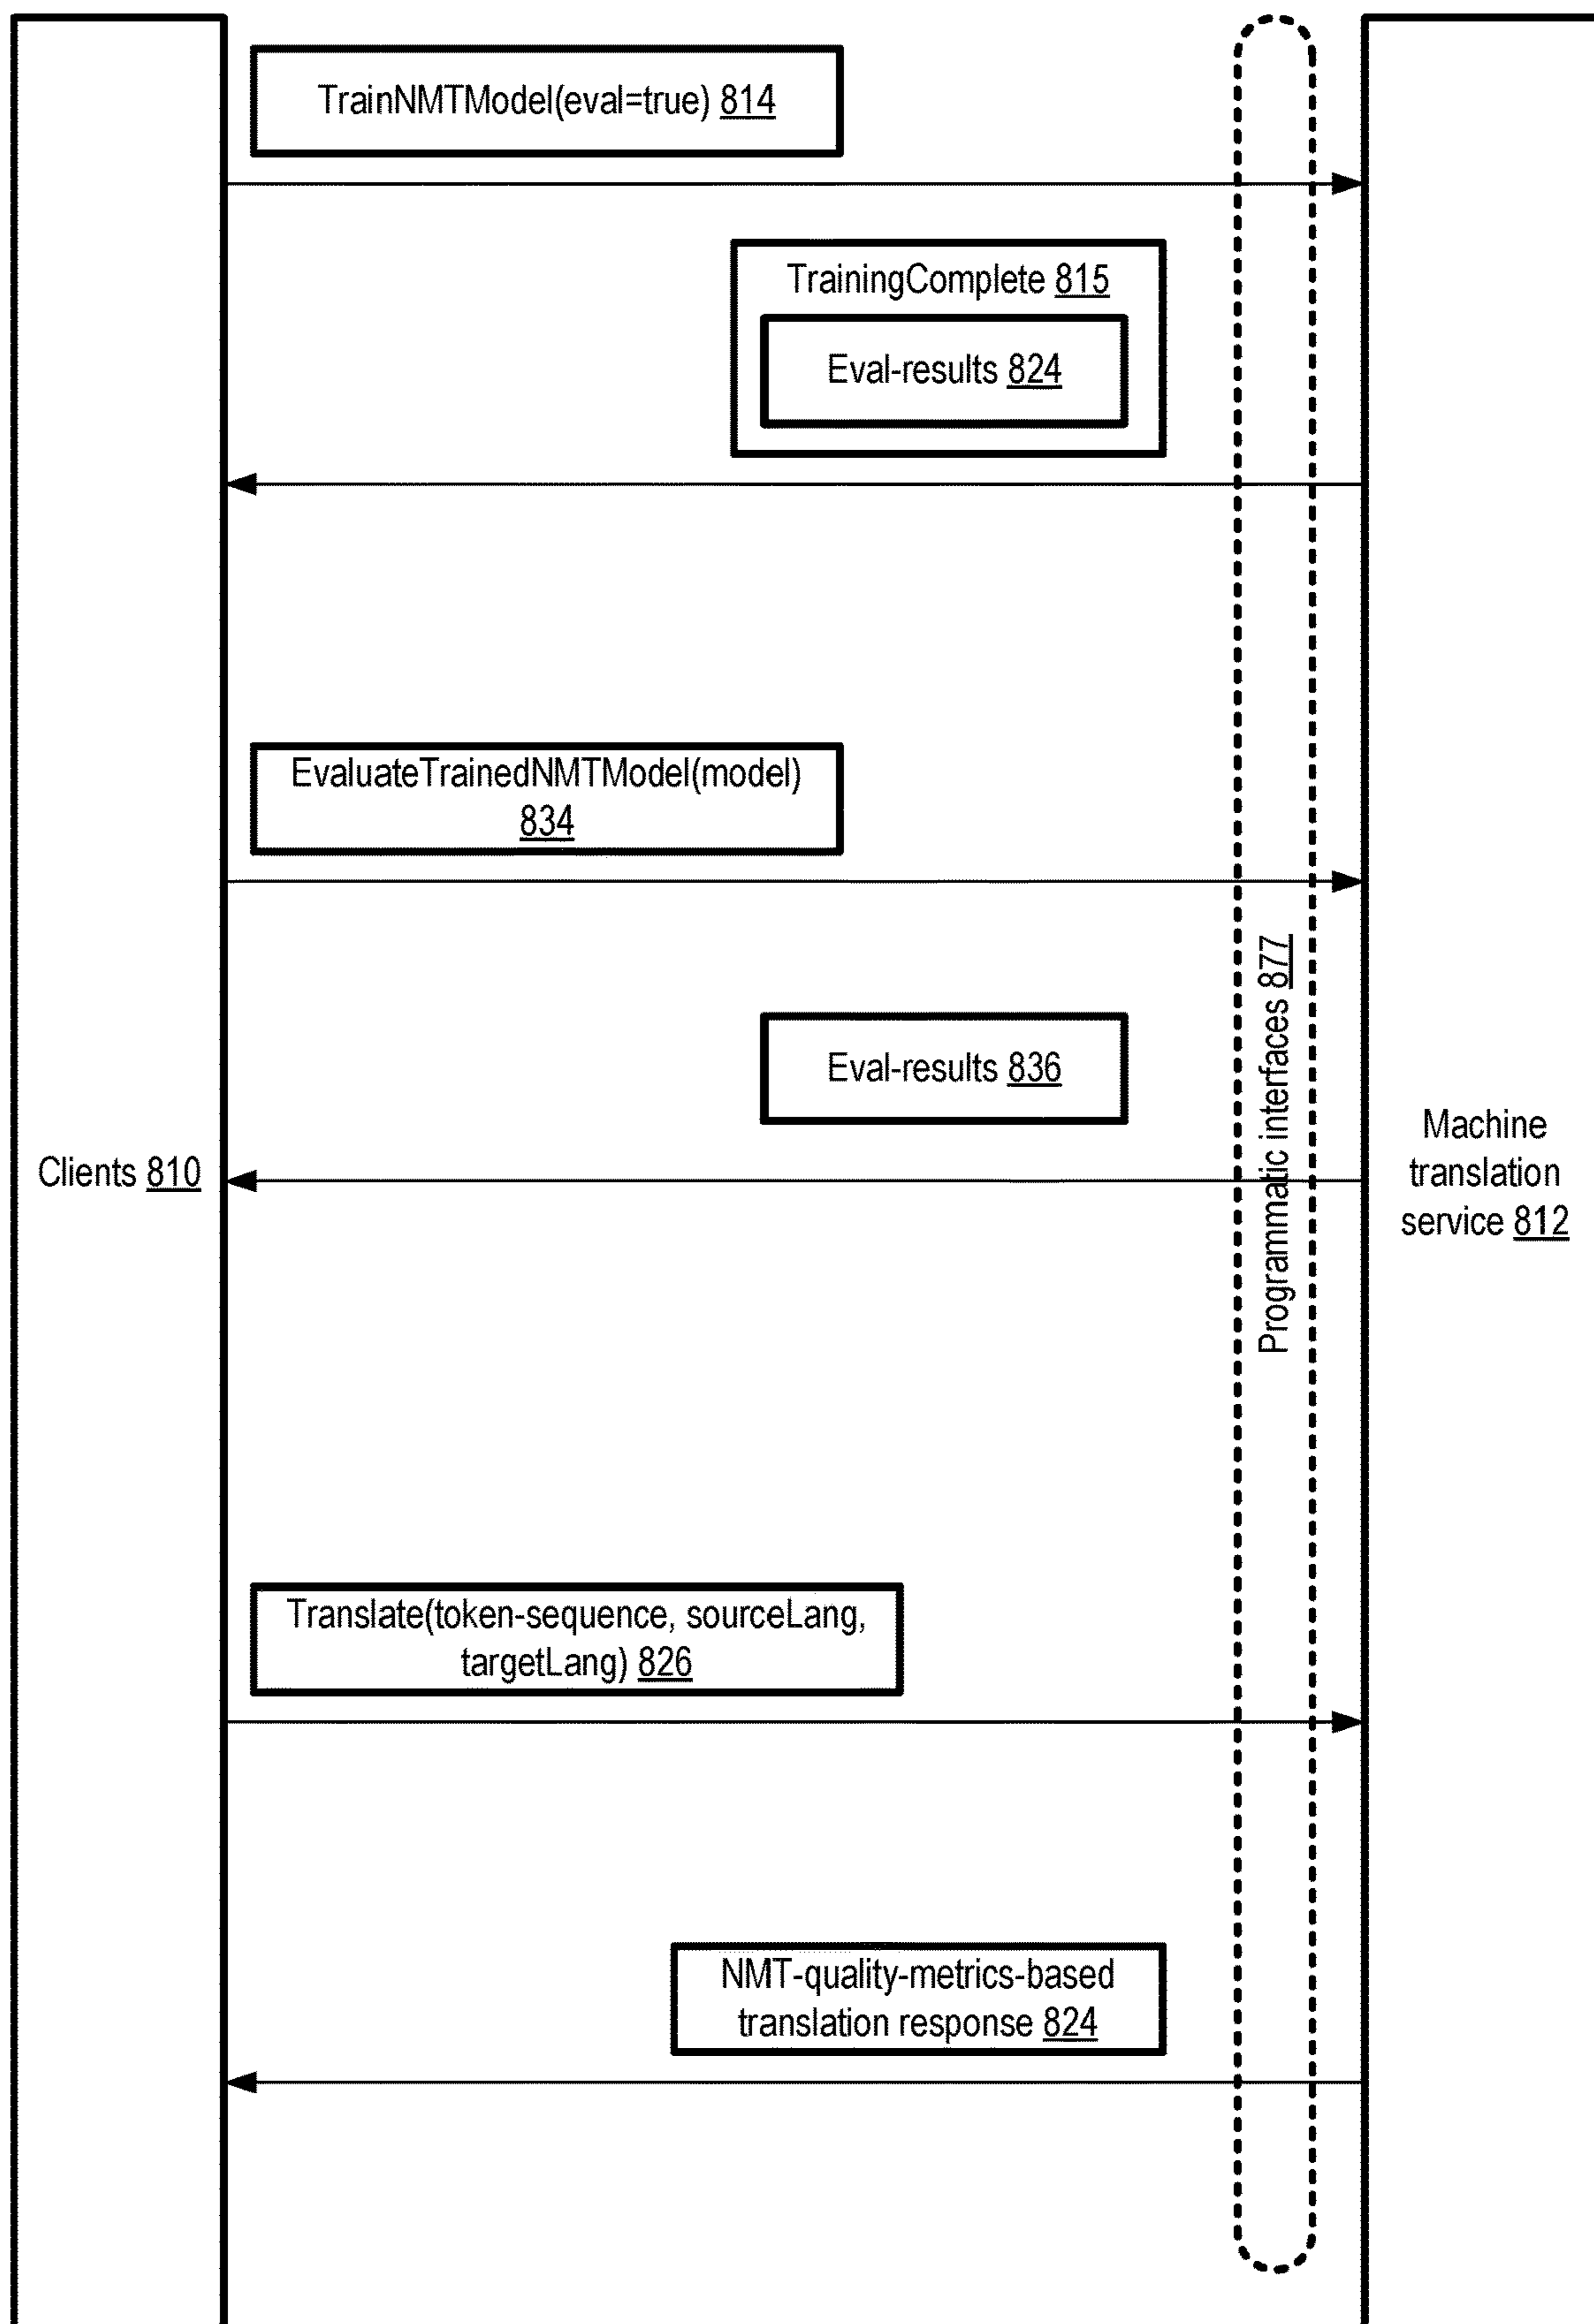 TrainNMTModel(eval=true) 814
TrainingComplete 815
Eval-results 824
EvaluateTrainedNMTModel(model)
834
Programmatic interfaces 877
Eval-results 836
Clients 810
Machine
translation
service 812
Translate(token-sequence, sourceLang,
targetLang) 826
NMT-quality-metrics-based
translation response 824